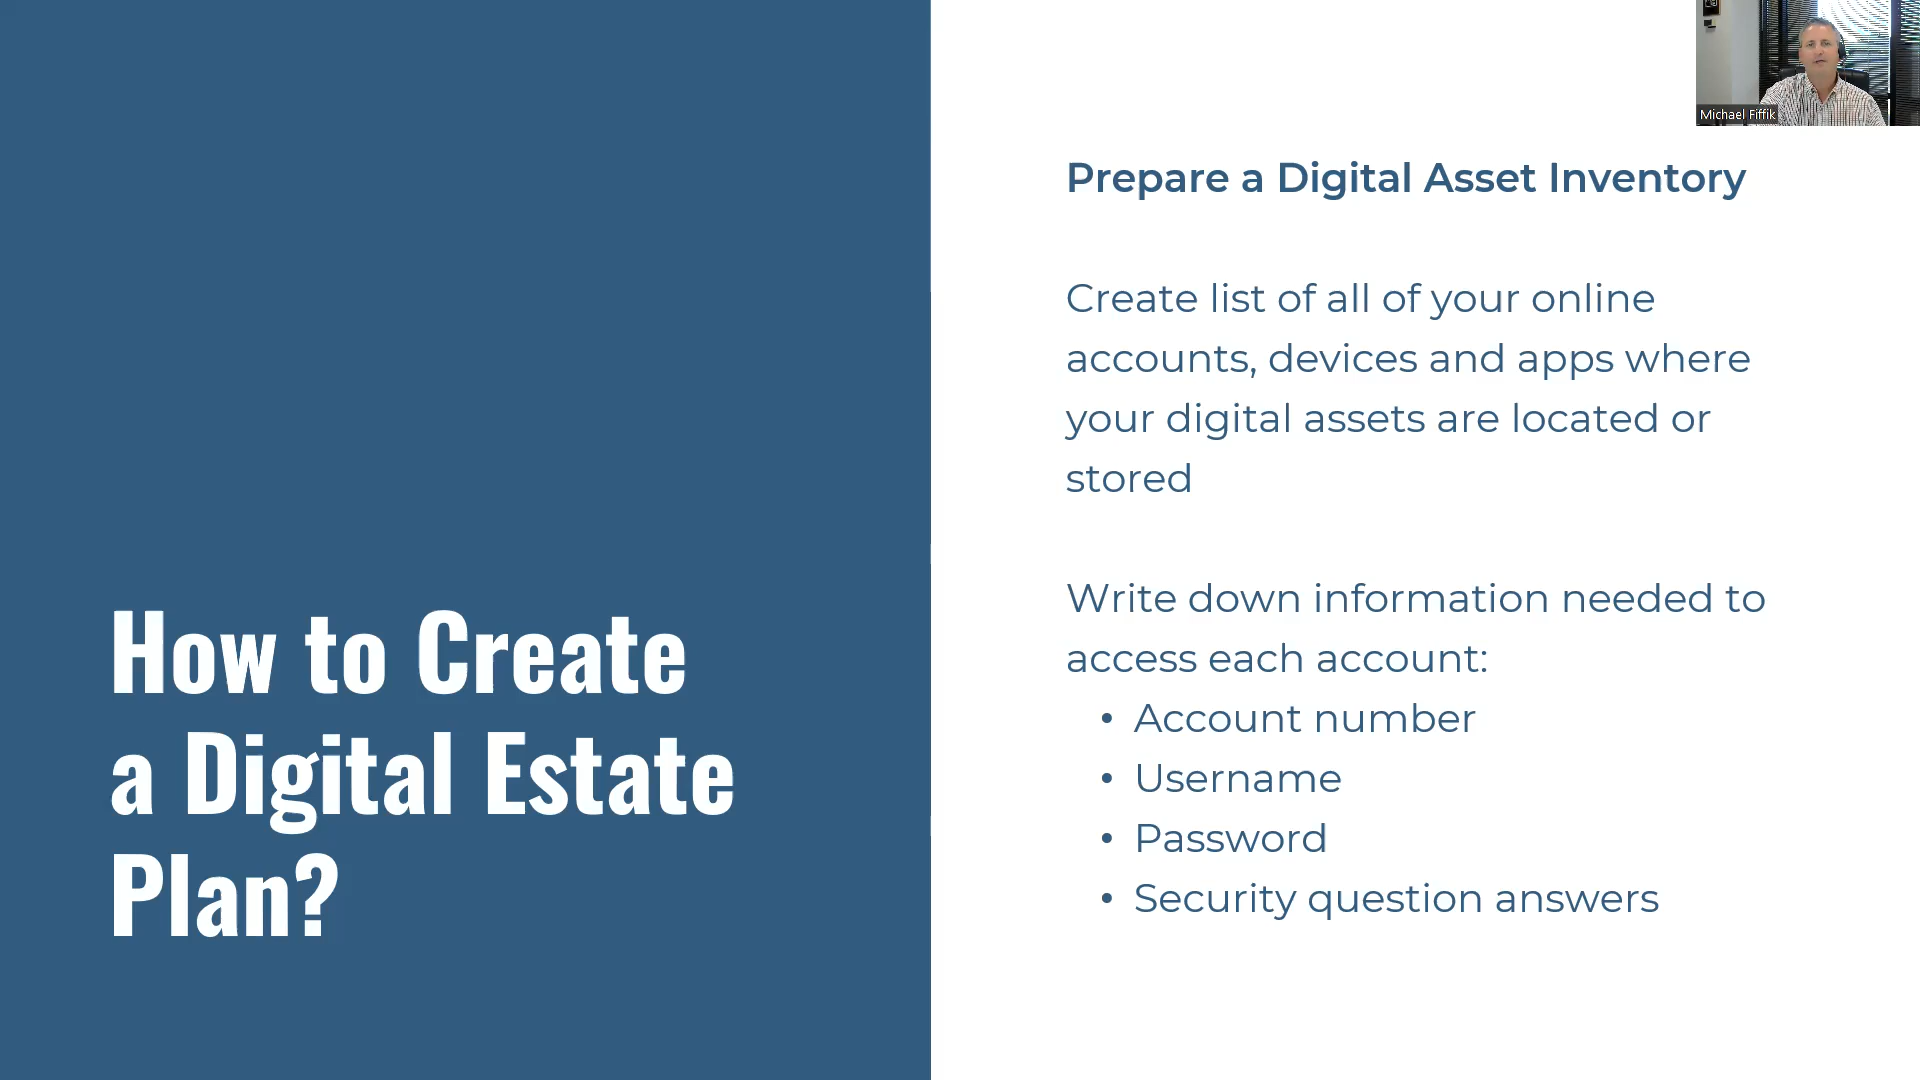 Michael Fiffik
Prepare a Digital Asset Inventory
Create list of all of your online
accounts, devices and apps where
your digital assets are located or
stored
Write down information needed to
access each account:
• Account number
• Username
• Password
• Security question answers
How to Create
a Digital Estate
Plan?